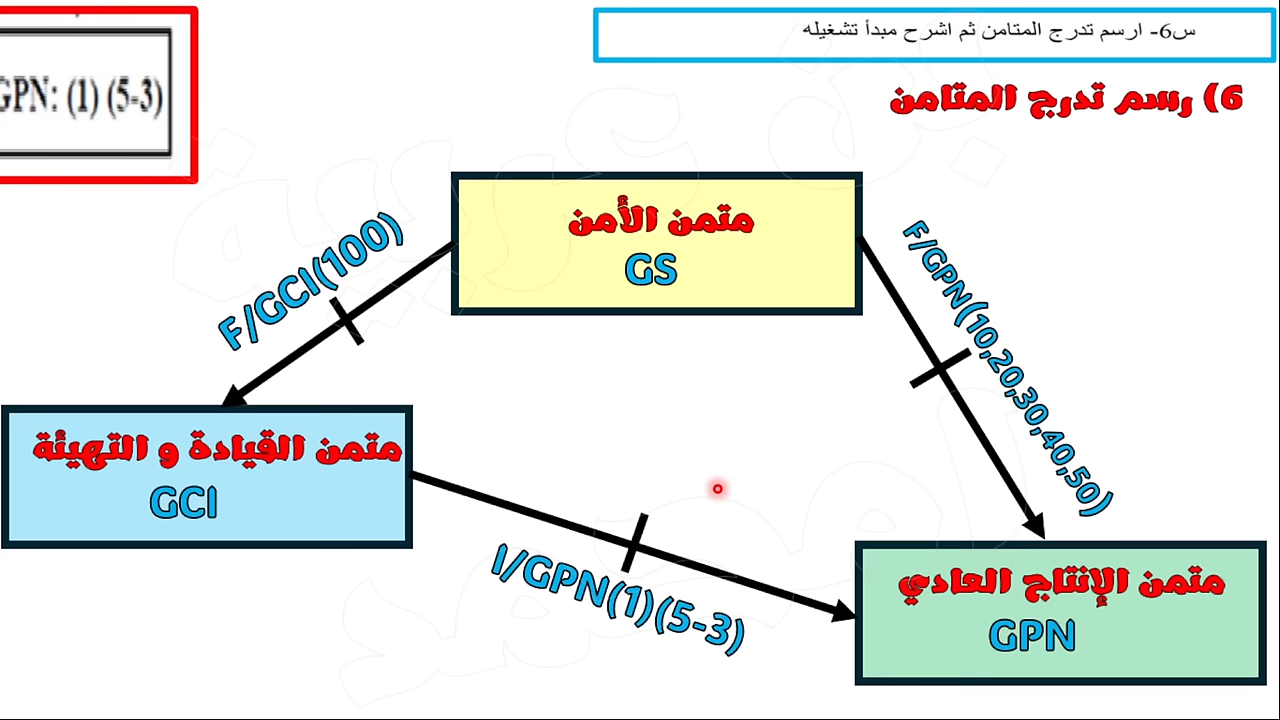 س6- ارسم تدرج المتامن ثم اشرح مبدأ تشغيله
6) رسم تدرج المتامن
GPN: (1) (5-3)
متمن الأمن
GS
F/GCI(100)
F/GPN(10,20,30,40,50)
متمن القيادة و التهيئة
GCI
I/GPN(1)(5-3)
متمن الإنتاج العادي
GPN